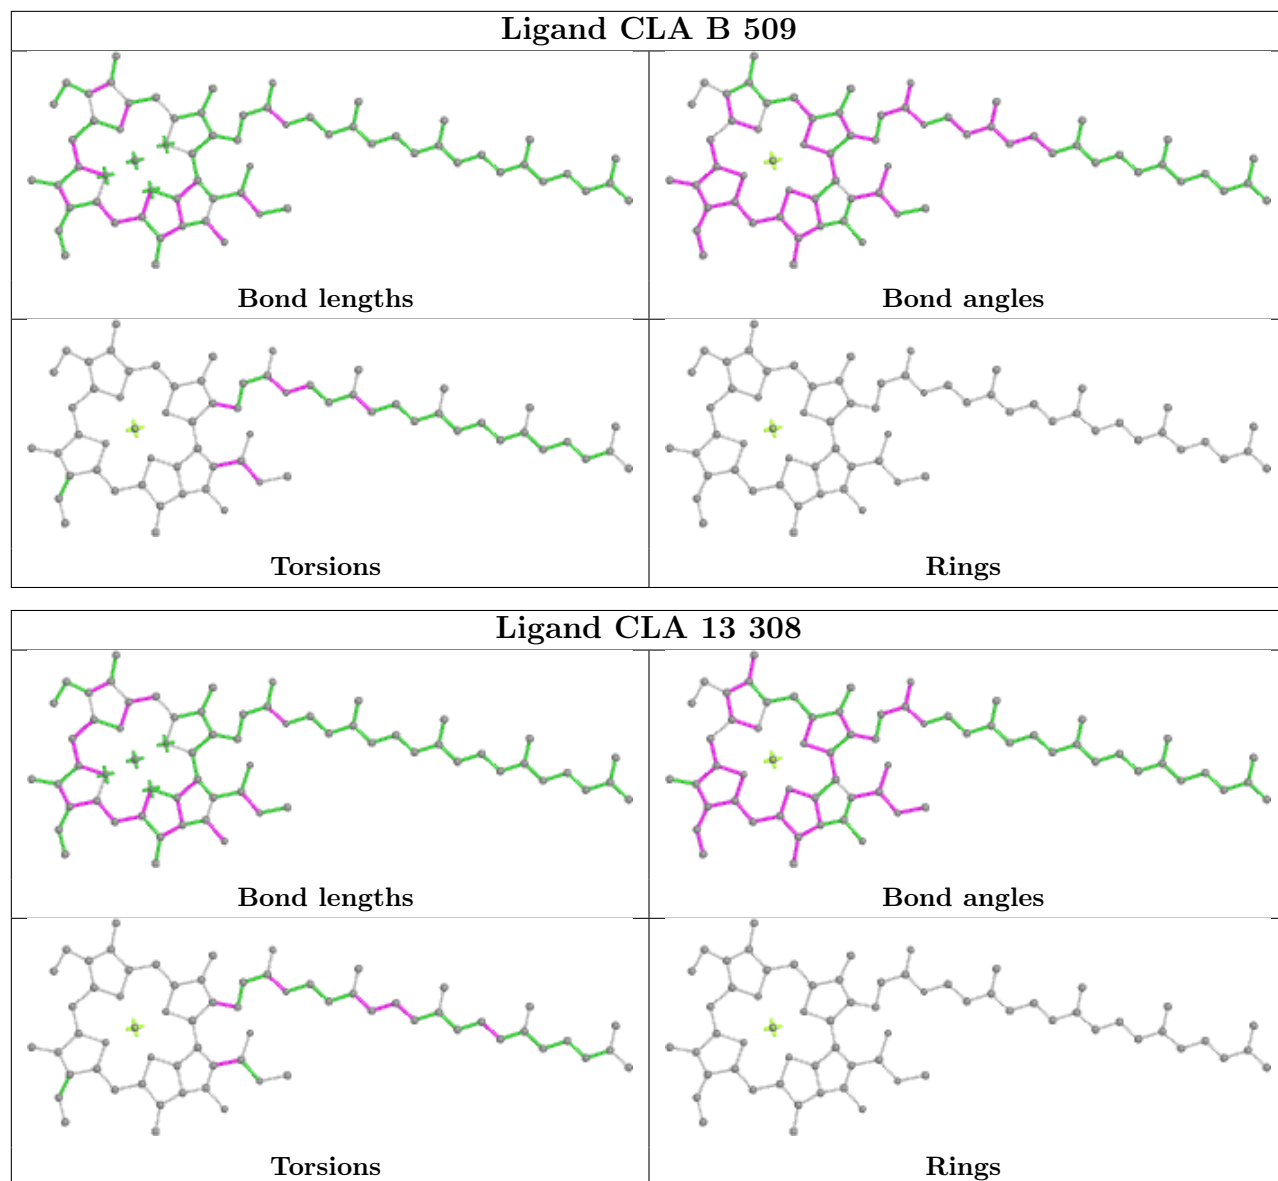 Ligand CLA B 509
Bond lengths
Bond angles
Torsions
Rings
Ligand CLA 13 308
Bond lengths
Bond angles
Torsions
Rings